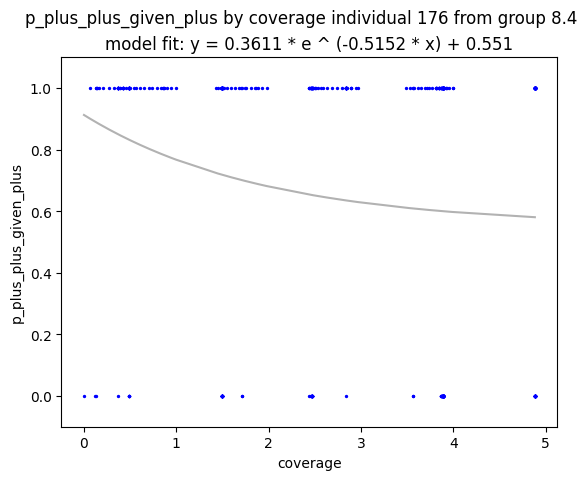 p_plus_plus_given_plus by coverage individual 176 from group 8.4
model fit: y = 0.3611 * e ^ (-0.5152 * x) + 0.551
p_plus_plus_given_plus
1.0
0.8
0.6
0.4
0.2
0.0
0 1 2 3 4 5
coverage